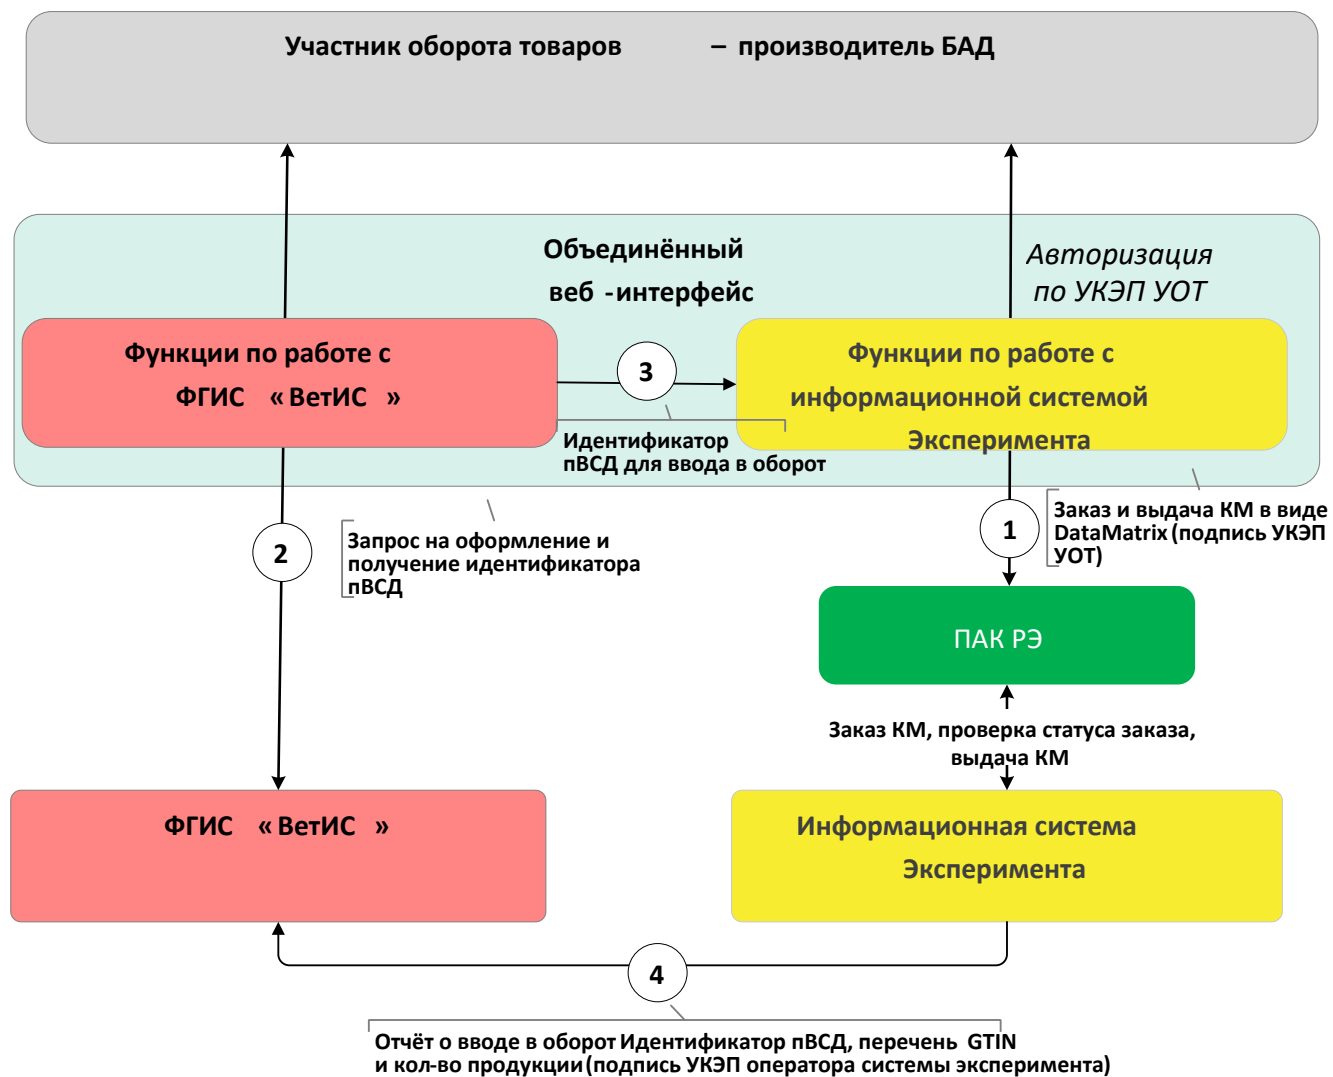 Участник оборота товаров – производитель БАД
Объединённый
веб -интерфейс
Авторизация
по УКЭП УОТ
Функции по работе с
ФГИС « ВетИС »
3
Функции по работе с
информационной системой
Эксперимента
Идентификатор
пВСД для ввода в оборот
2
Запрос на оформление и
получение идентификатора
пВСД
1
Заказ и выдача КМ в виде
DataMatrix (подпись УКЭП
УОТ)
ПАК РЭ
Заказ КМ, проверка статуса заказа,
выдача КМ
ФГИС « ВетИС »
Информационная система
Эксперимента
4
Отчёт о вводе в оборот Идентификатор пВСД, перечень GTIN
и кол-во продукции (подпись УКЭП оператора системы эксперимента)